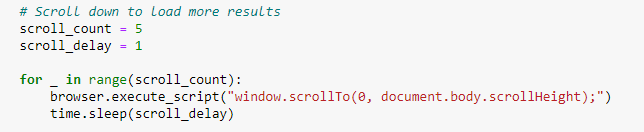 # Scroll down to load more results
scroll_count = 5
scroll_delay = 1
for _ in range(scroll_count):
    browser.execute_script("window.scrollTo(0, document.body.scrollHeight);")
    time.sleep(scroll_delay)